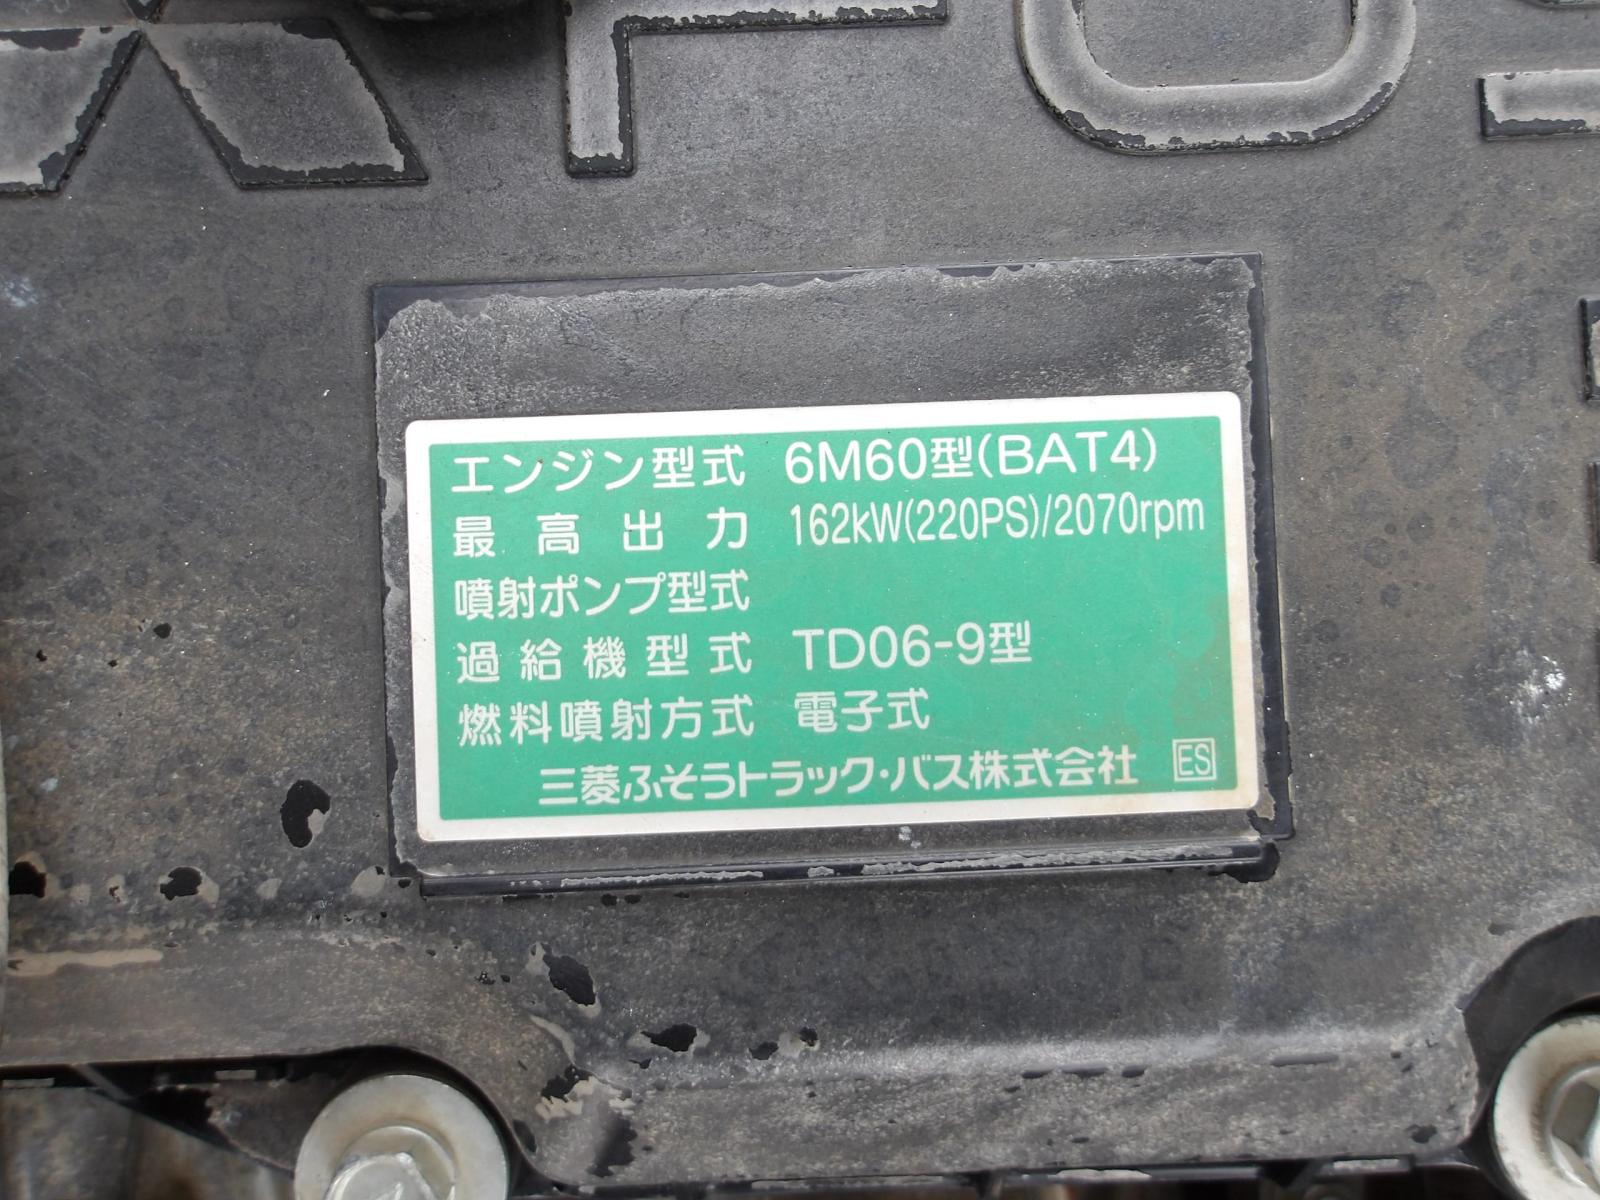 FUS
エンジン型式 6M60型(BAT4)
最高出力 162kW(220PS)/2070rpm
噴射ポンプ型式
過給機型式 TD06-9型
燃料噴射方式 電子式
三菱ふそうトラック・バス株式会社 ES